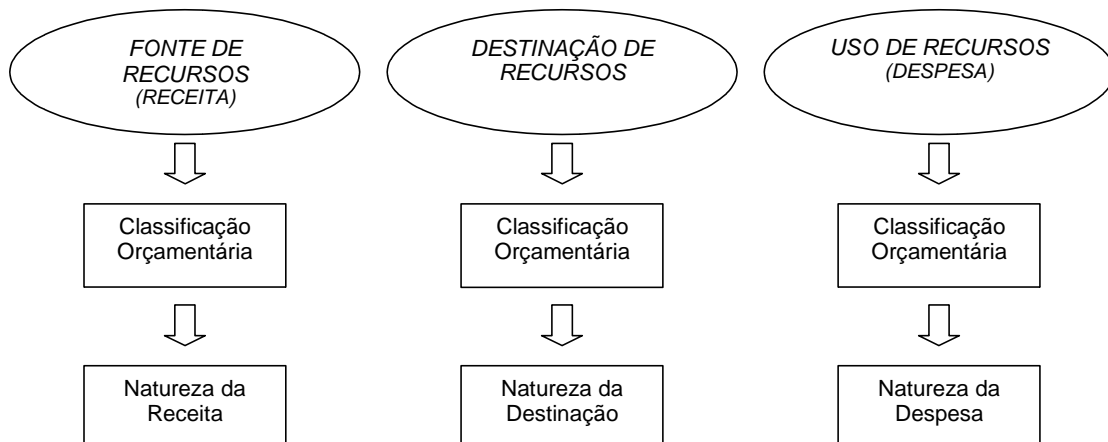 FONTE DE
RECURSOS
(RECEITA)
DESTINAÇÃO DE
RECURSOS
USO DE RECURSOS
(DESPESA)
Classificação
Orçamentária
Classificação
Orçamentária
Classificação
Orçamentária
Natureza da
Receita
Natureza da
Destinação
Natureza da
Despesa